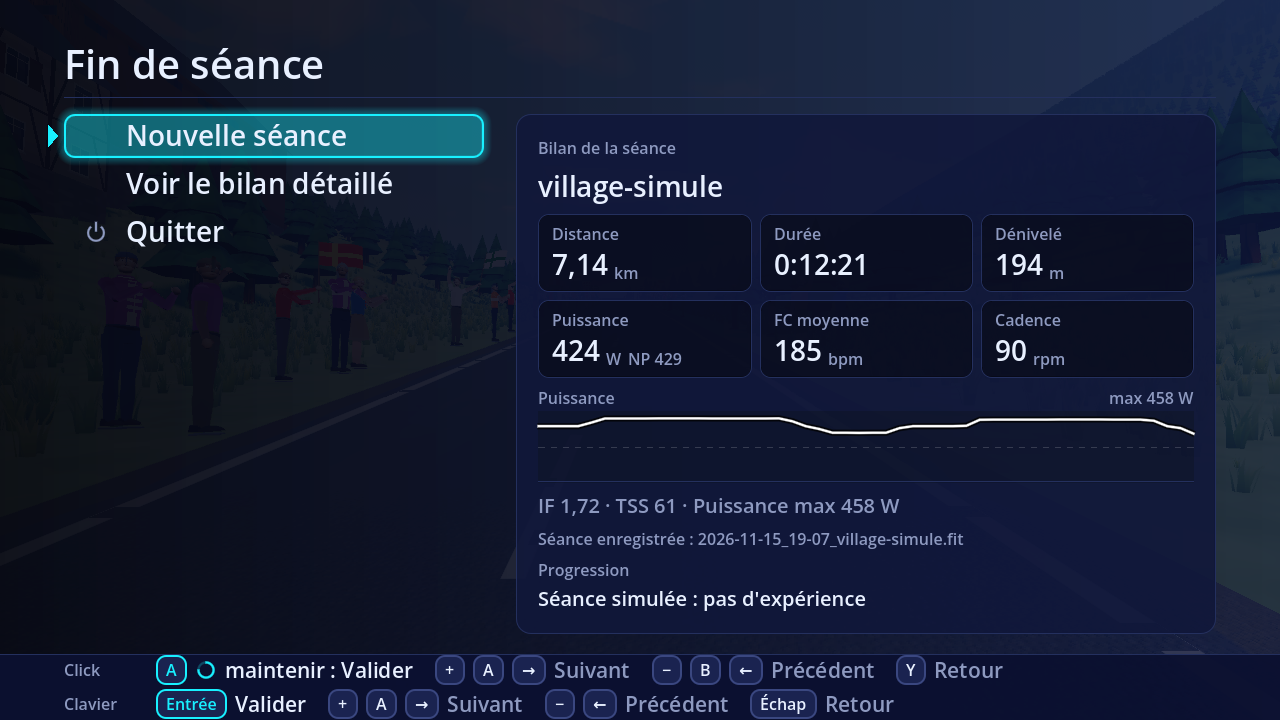 Fin de séance
Nouvelle séance
Voir le bilan détaillé
Quitter
Bilan de la séance
village-simule
Distance
7,14 km
Durée
0:12:21
Dénivelé
194 m
Puissance
424 W NP 429
FC moyenne
185 bpm
Cadence
90 rpm
Puissance max 458 W
IF 1,72 · TSS 61 · Puissance max 458 W
Séance enregistrée : 2026-11-15_19-07_village-simule.fit
Progression
Séance simulée : pas d'expérience
Click A maintenir : Valider + A → Suivant − B ← Précédent Y Retour
Clavier Entrée Valider + A → Suivant − ← Précédent Échap Retour